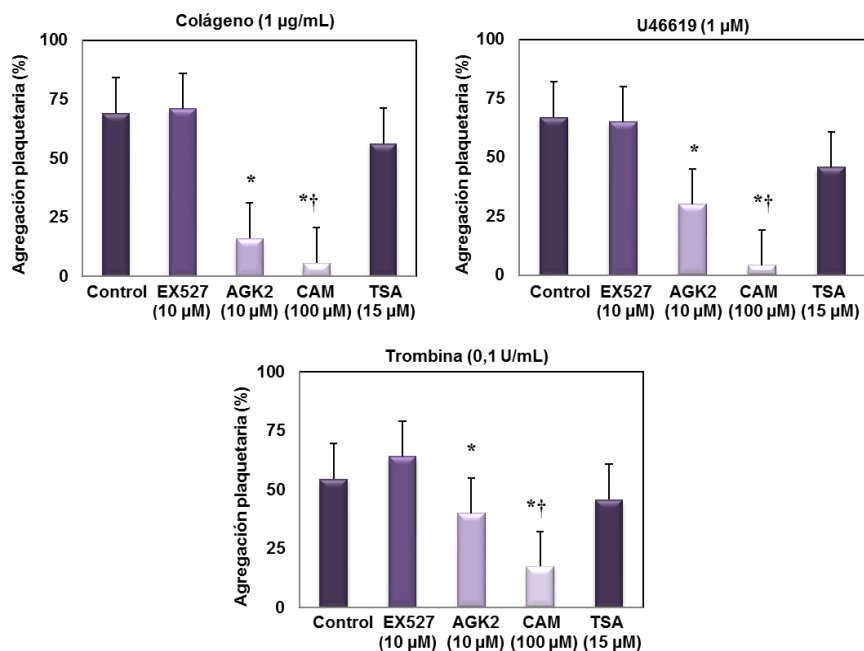 Colágeno (1 µg/mL)
Agregación plaquetaria (%)
100
75
50
25
0
*
*†
Control EX527 AGK2 CAM TSA
(10 µM) (10 µM) (100 µM) (15 µM)
U46619 (1 µM)
Agregación plaquetaria (%)
100
75
50
25
0
*
*†
Control EX527 AGK2 CAM TSA
(10 µM) (10 µM) (100 µM) (15 µM)
Trombina (0,1 U/mL)
Agregación plaquetaria (%)
100
75
50
25
0
*
*†
Control EX527 AGK2 CAM TSA
(10 µM) (10 µM) (100 µM) (15 µM)